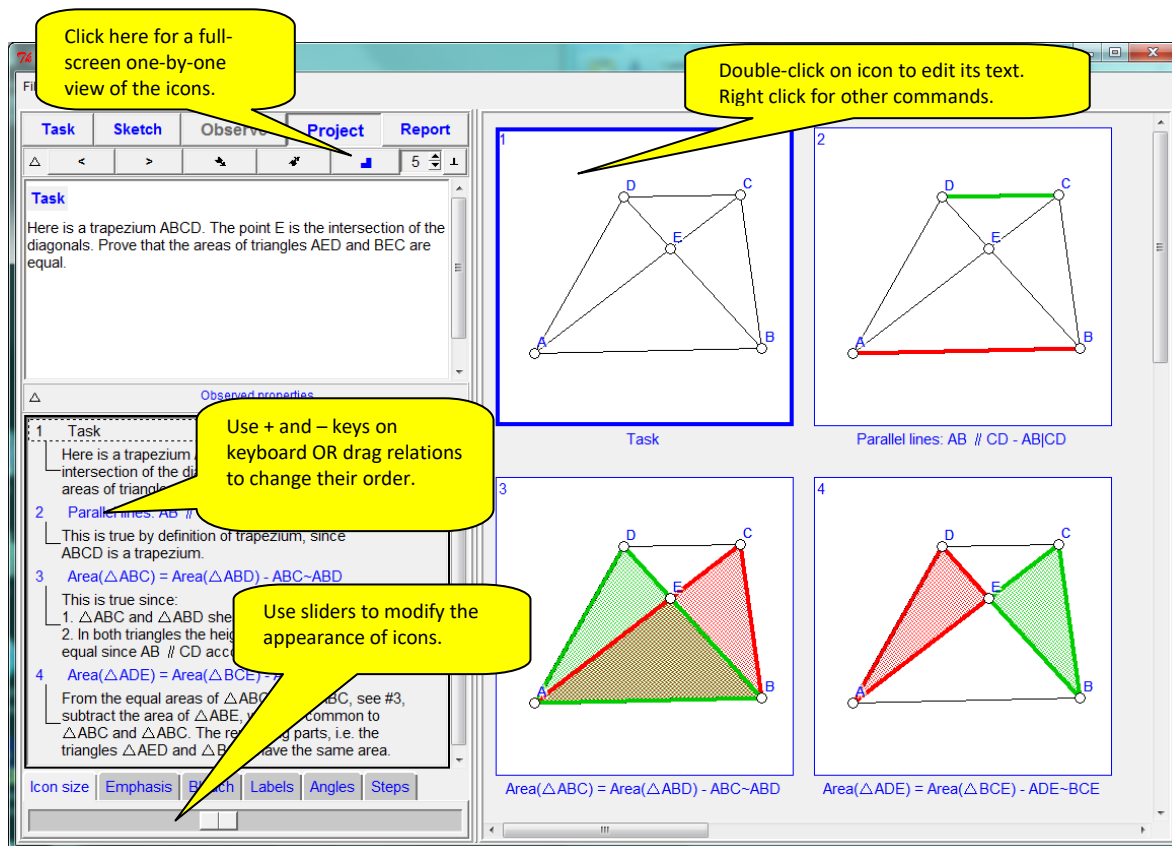 Click here for a full-
screen one-by-one
view of the icons.
Double-click on icon to edit its text.
Right click for other commands.
Fil
Task Sketch Observe Project Report
< > 5
Task
Here is a trapezium ABCD. The point E is the intersection of the
diagonals. Prove that the areas of triangles AED and BEC are
equal.
Observed properties
1 Task
Here is a trapezium
intersection of the
areas of triangle
2 Parallel lines: AB //
This is true by definition of trapezium, since
ABCD is a trapezium.
3 Area(△ABC) = Area(△ABD) - ABC~ABD
This is true since:
1. △ABC and △ABD
2. In both triangles the
equal since AB // CD
4 Area(△ADE) = Area(△BCE) -
From the equal areas of △ABC, see #3,
subtract the area of △ABE, common to
△ABC and △ABC. The parts, i.e. the
triangles △AED and have the same area.
Use + and – keys on
keyboard OR drag relations
to change their order.
Use sliders to modify the
appearance of icons.
Icon size Emphasis Labels Angles Steps
1
D C
E
A B
Task
2
D C
E
A B
Parallel lines: AB // CD - AB|CD
3
D C
E
A B
Area(△ABC) = Area(△ABD) - ABC~ABD
4
D C
E
A B
Area(△ADE) = Area(△BCE) - ADE~BCE